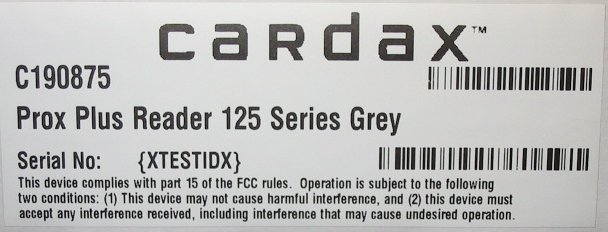 cardax™
C190875
Prox Plus Reader 125 Series Grey
Serial No: {XTESTIDX}
This device complies with part 15 of the FCC rules. Operation is subject to the following
two conditions: (1) This device may not cause harmful interference, and (2) this device must
accept any interference received, including interference that may cause undesired operation.